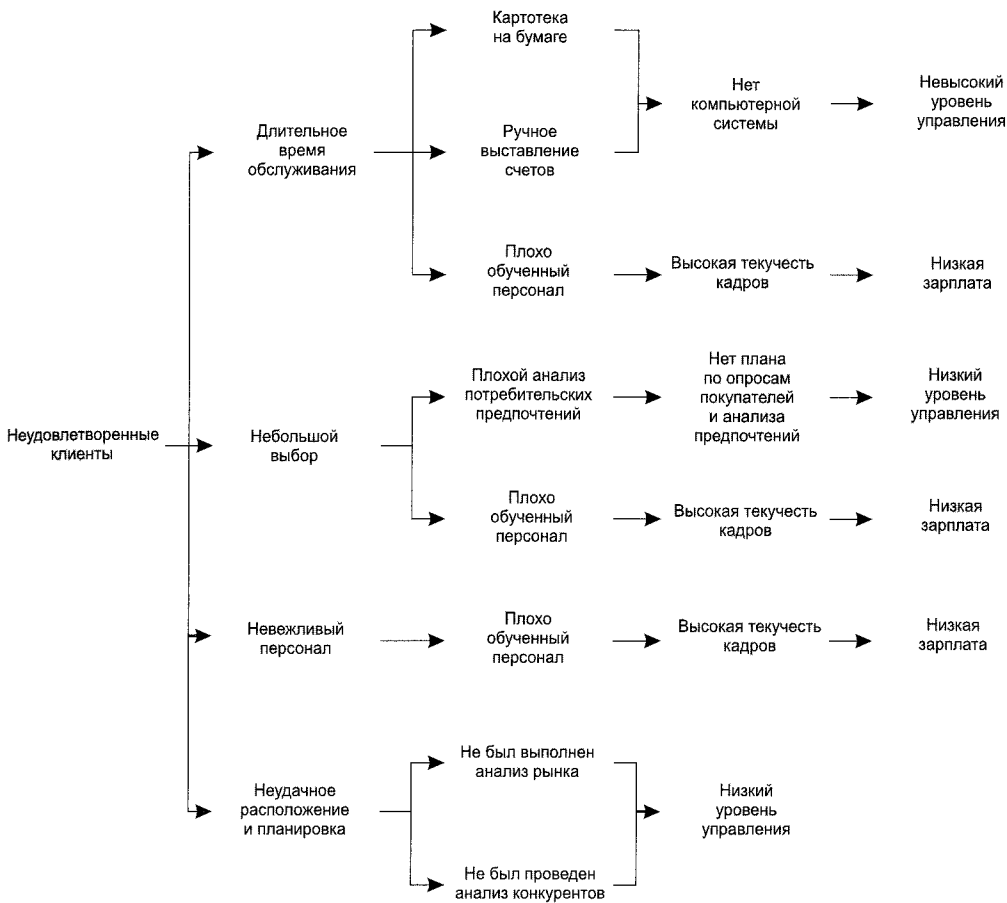 Картотека
на бумаге
Нет
компьютерной
системы
Невысокий
уровень
управления
Длительное
время
обслуживания
Ручное
выставление
счетов
Плохо
обученный
персонал
Высокая текучесть
кадров
Низкая
зарплата
Неудовлетворенные
клиенты
Небольшой
выбор
Плохой анализ
потребительских
предпочтений
Нет плана
по опросам
покупателей
и анализа
предпочтений
Низкий
уровень
управления
Плохо
обученный
персонал
Высокая текучесть
кадров
Низкая
зарплата
Невежливый
персонал
Плохо
обученный
персонал
Высокая текучесть
кадров
Низкая
зарплата
Неудачное
расположение
и планировка
Не был выполнен
анализ рынка
Не был проведен
анализ конкурентов
Низкий
уровень
управления